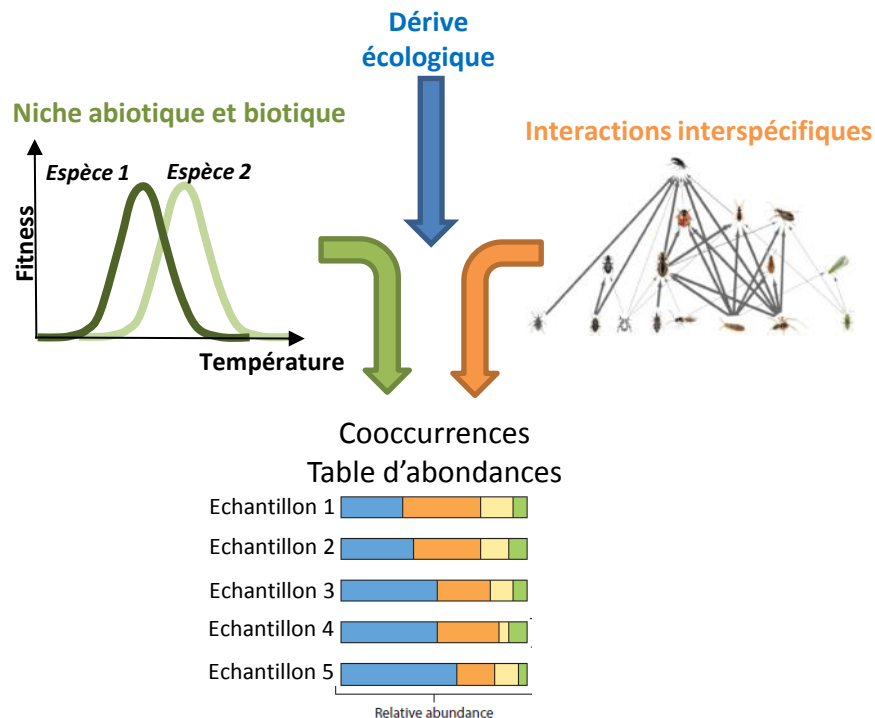 Dérive
écologique
Niche abiotique et biotique
Interactions interspécifiques
Espèce 1
Espèce 2
Fitness
Température
Cooccurrences
Table d'abondances
Echantillon 1
Echantillon 2
Echantillon 3
Echantillon 4
Echantillon 5
Relative abundance